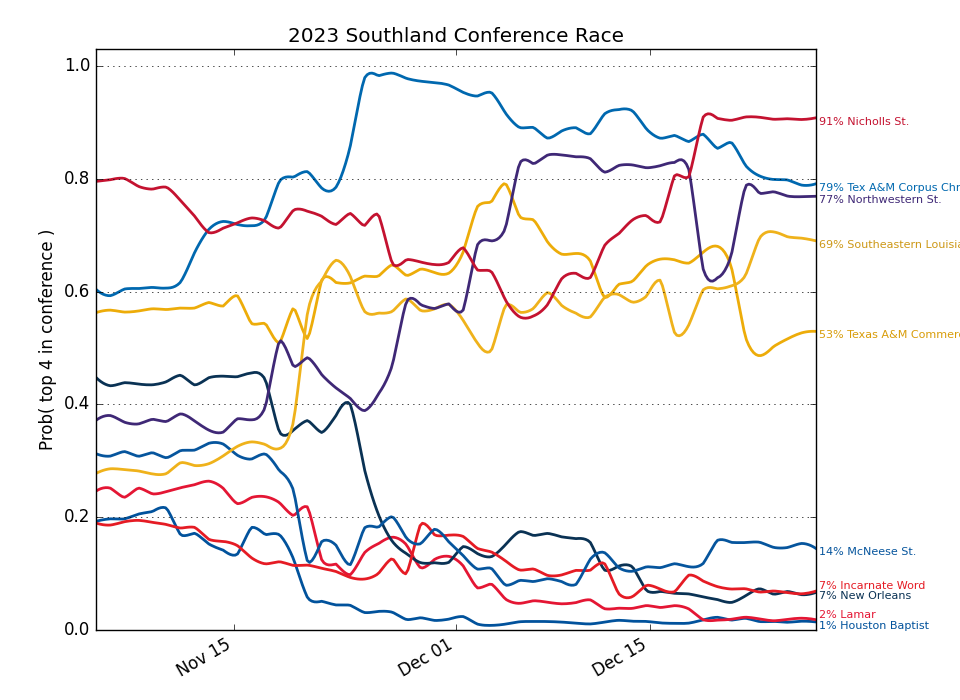 2023 Southland Conference Race
Prob( top 4 in conference )
1.0
0.8
0.6
0.4
0.2
0.0
Nov 15
Dec 01
Dec 15
91% Nicholls St.
79% Tex A&M Corpus Chr
77% Northwestern St.
69% Southeastern Louisia
53% Texas A&M Commerc
14% McNeese St.
7% Incarnate Word
7% New Orleans
2% Lamar
1% Houston Baptist